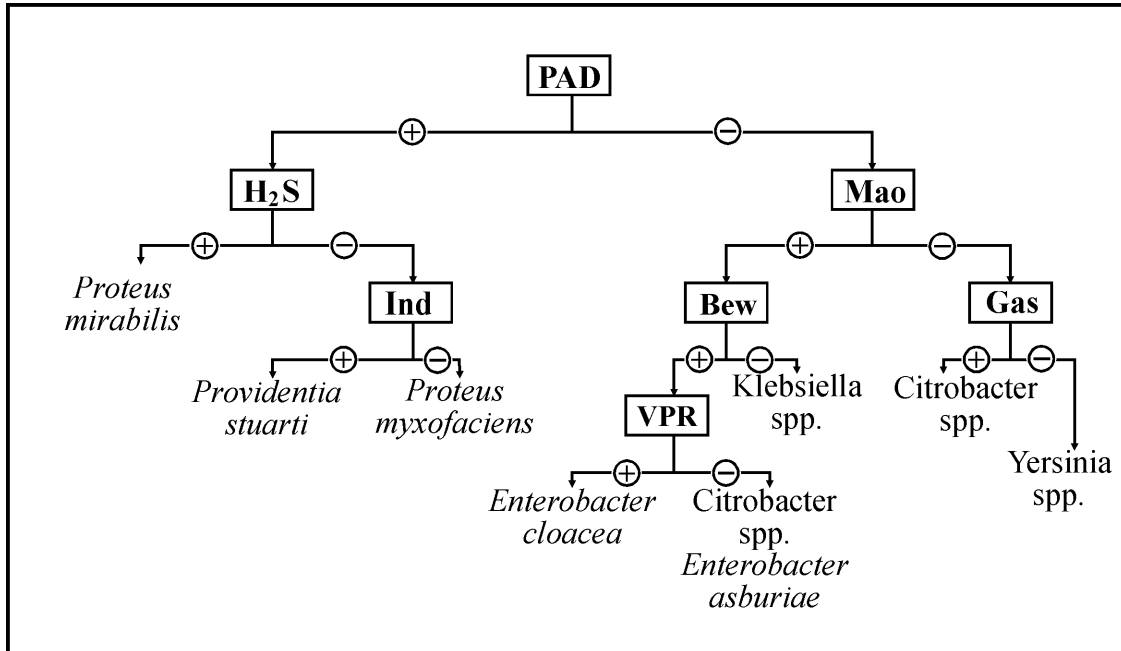 PAD
+ −
H₂S Mao
+ − + −
Proteus
mirabilis
Ind Bew Gas
+ − + − + −
Providentia
stuarti
Proteus
myxofaciens
Klebsiella
spp.
Citrobacter
spp.
VPR
Yersinia
spp.
+ −
Enterobacter
cloacea
Citrobacter
spp.
Enterobacter
asburiae